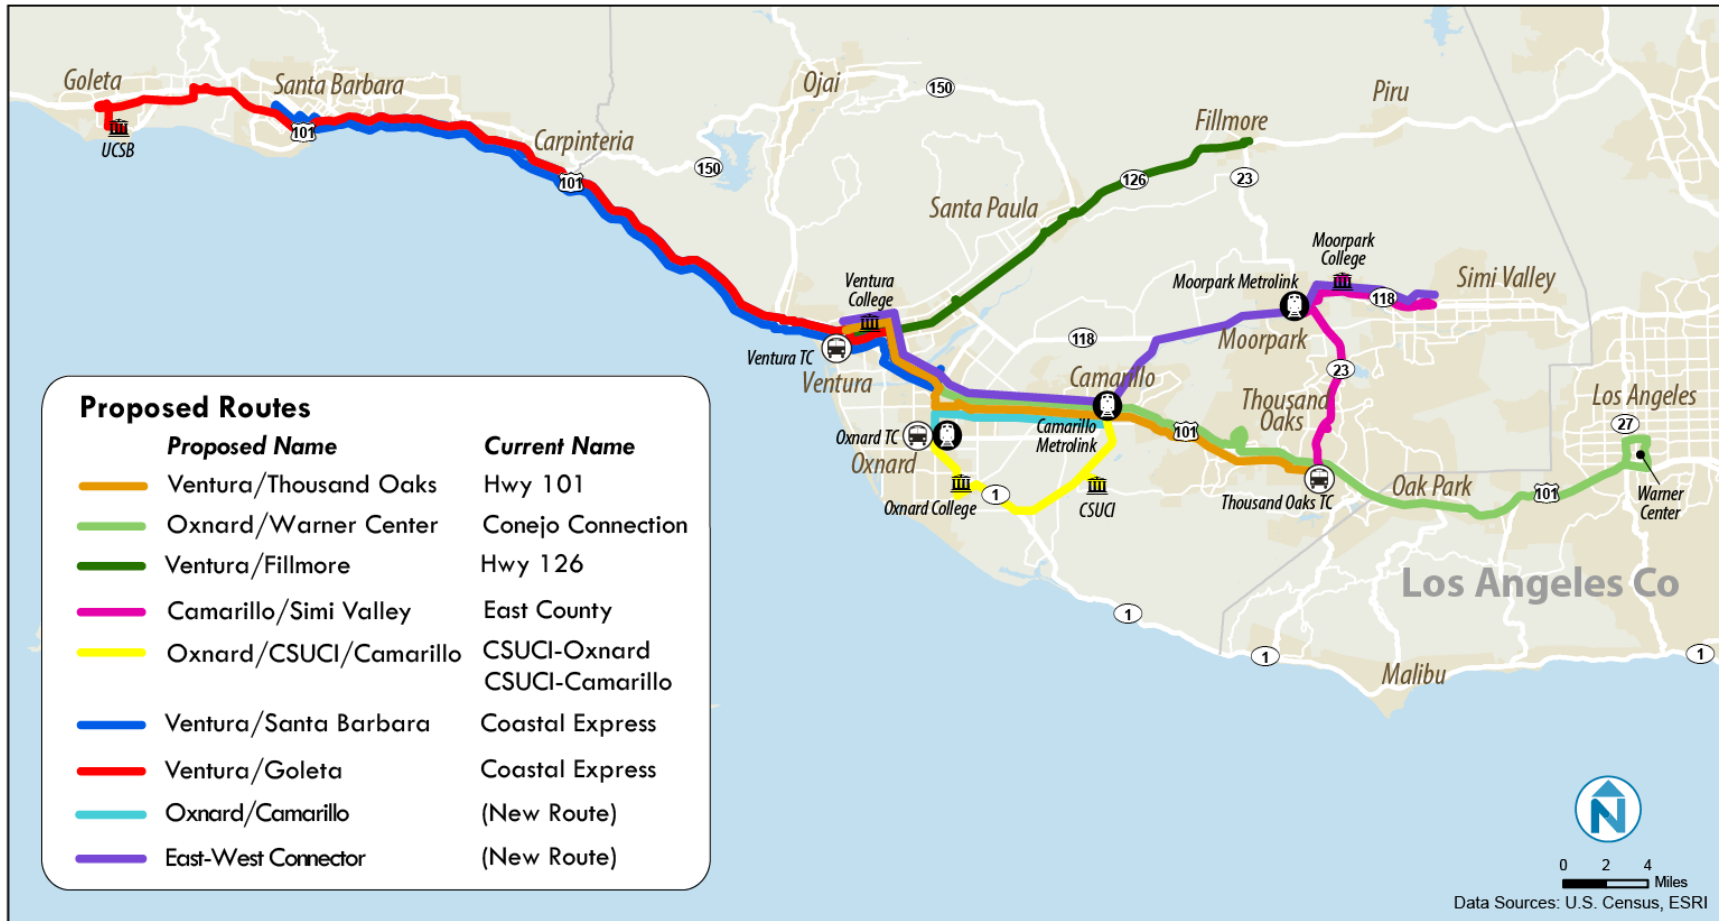 Goleta
Santa Barbara
Ojai
150
Piru
Fillmore
101
UCSB
Carpinteria
150
101
126
23
Santa Paula
Moorpark
College
Ventura
College
Moorpark Metrolink
118
Simi Valley
Ventura TC
118
Moorpark
Ventura
Camarillo
23
Thousand
Oaks
Los Angeles
27
Oxnard TC
Camarillo
Metrolink
101
Oxnard
Oxnard College
1
CSUCI
Thousand Oaks TC
Oak Park
101
Warner
Center
Los Angeles Co
1
1
1
Malibu
Proposed Routes
Proposed Name Current Name
Ventura/Thousand Oaks Hwy 101
Oxnard/Warner Center Conejo Connection
Ventura/Fillmore Hwy 126
Camarillo/Simi Valley East County
Oxnard/CSUCI/Camarillo CSUCI-Oxnard
CSUCI-Camarillo
Ventura/Santa Barbara Coastal Express
Ventura/Goleta Coastal Express
Oxnard/Camarillo (New Route)
East-West Connector (New Route)
N
0 2 4
Miles
Data Sources: U.S. Census, ESRI